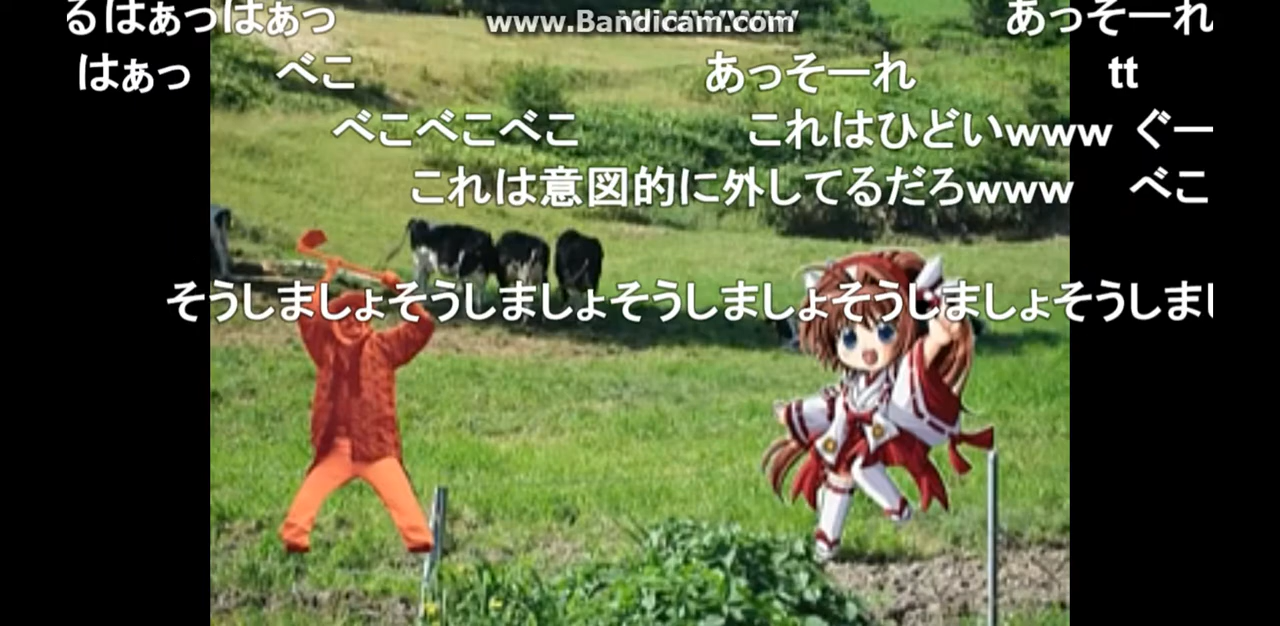 るはぁっはぁっ www.Bandicam.com あっそーれ
はぁっ べこ あっそーれ tt
べこべこべこ これはひどいwww ぐー
これは意図的に外してるだろwww べこ
そうしましょそうしましょそうしましょそうしましょそうしま